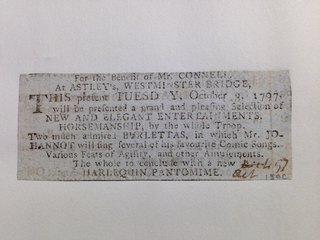 For the Benefit of Mr. CONNELL.
At ASTLEY's, WESTMINSTER-BRIDGE,
THIS present TUESD Y, October 3, 1797,
will be presented a grand and pleasing Selection of
NEW AND ELEGANT ENTERTAINMENTS.
HORSEMANSHIP, by the whole Troop.
Two much admired BURLETTAS, in which Mr. JO-
HANNOT will sing several of his favourite Comic Songs.
Various Feats of Agility, and other Amusements.
The whole to conclude with a new
HARLEQUIN PANTOMIME.
Oct